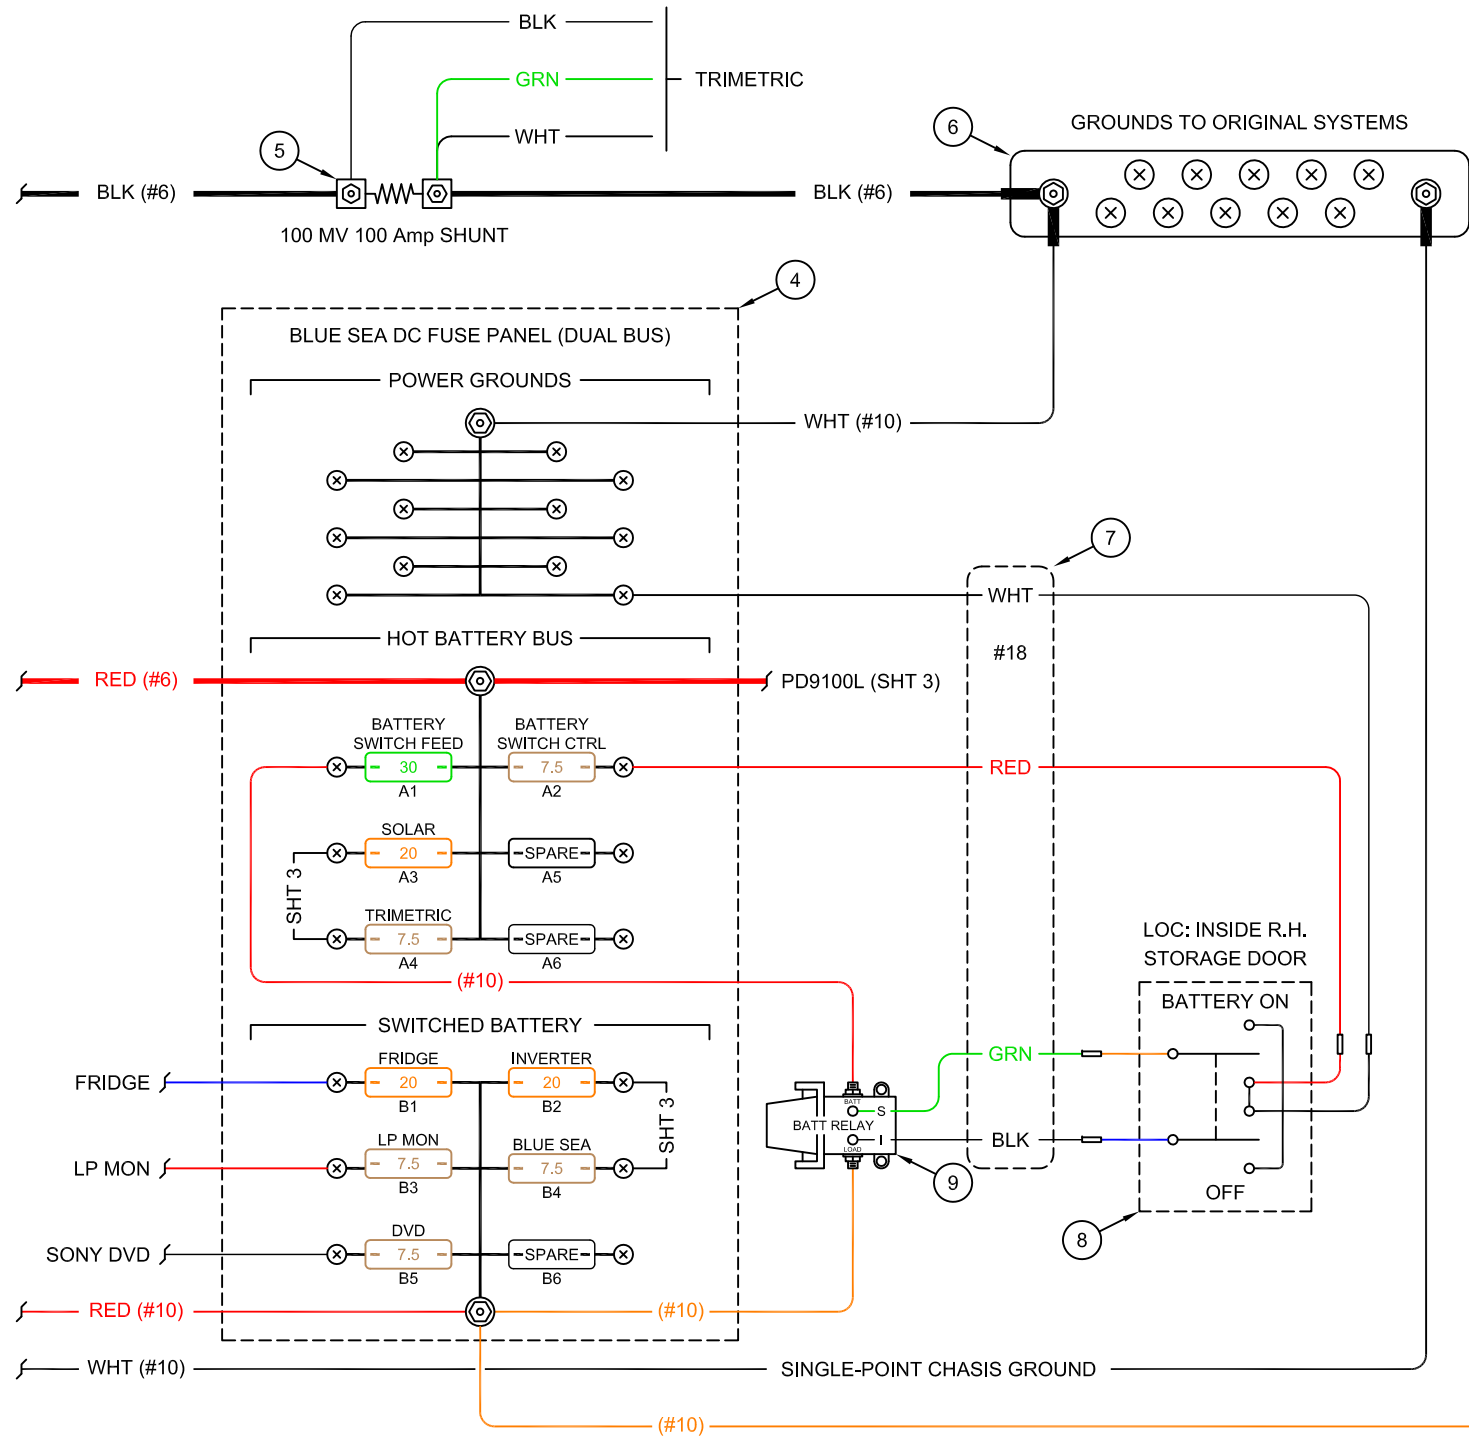 BLK
GRN
TRIMETRIC
WHT
5
6
GROUNDS TO ORIGINAL SYSTEMS
BLK (#6)
BLK (#6)
100 MV 100 Amp SHUNT
4
BLUE SEA DC FUSE PANEL (DUAL BUS)
POWER GROUNDS
WHT (#10)
7
WHT
#18
HOT BATTERY BUS
RED (#6)
PD9100L (SHT 3)
BATTERY
SWITCH FEED
30
A1
BATTERY
SWITCH CTRL
7.5
A2
RED
SOLAR
20
A3
SPARE
A5
SHT 3
TRIMETRIC
7.5
A4
SPARE
A6
(#10)
LOC: INSIDE R.H.
STORAGE DOOR
BATTERY ON
SWITCHED BATTERY
FRIDGE
FRIDGE
20
B1
INVERTER
20
B2
SHT 3
GRN
LP MON
LP MON
7.5
B3
BLUE SEA
7.5
B4
BATT
S
BATT RELAY
I
LOAD
BLK
9
OFF
8
SONY DVD
DVD
7.5
B5
SPARE
B6
RED (#10)
(#10)
WHT (#10)
SINGLE-POINT CHASIS GROUND
(#10)